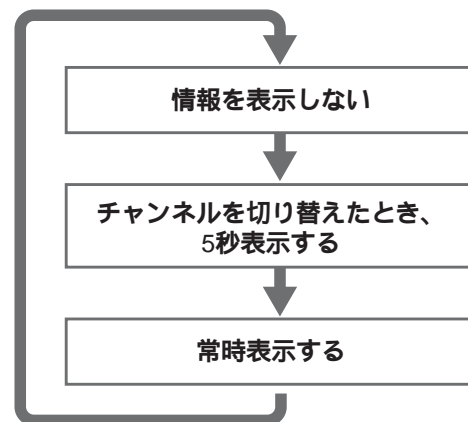 情報を表示しない
チャンネルを切り替えたとき、
5秒表示する
常時表示する